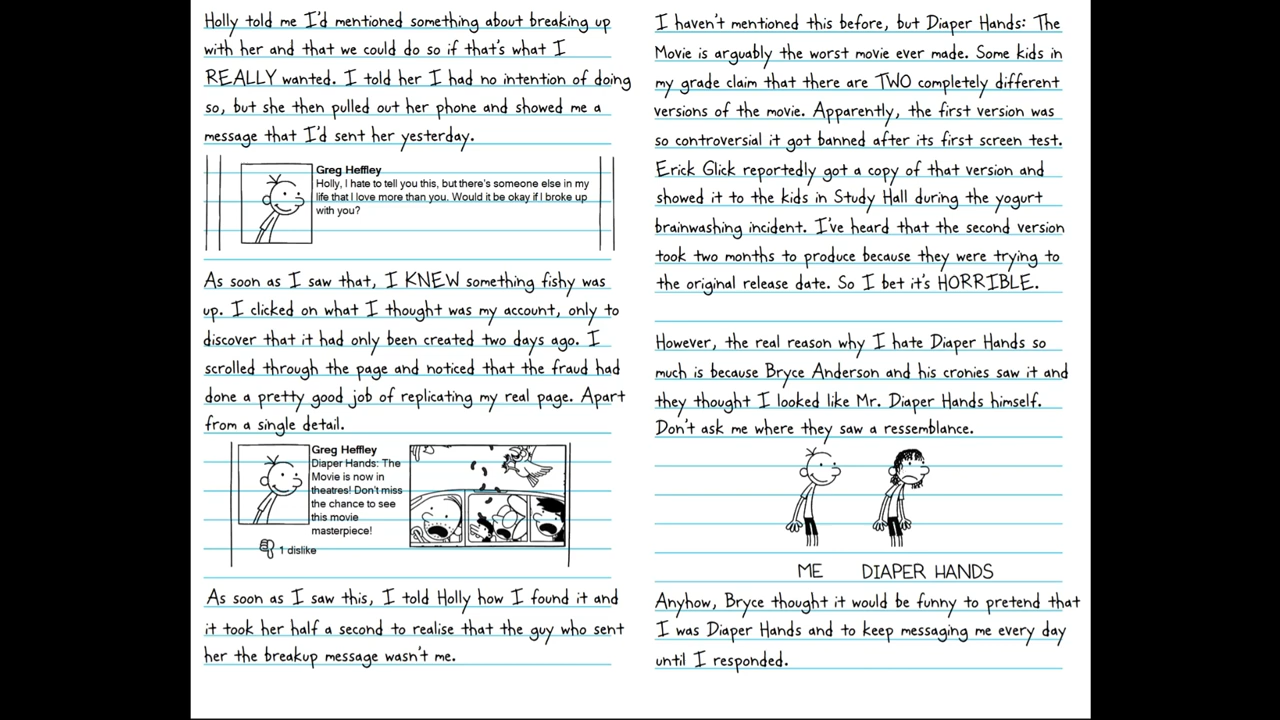 Holly told me I'd mentioned something about breaking up
with her and that we could do so if that's what I
REALLY wanted. I told her I had no intention of doing
so, but she then pulled out her phone and showed me a
message that I'd sent her yesterday.
Greg Heffley
Holly, I hate to tell you this, but there's someone else in my
life that I love more than you. Would it be okay if I broke up
with you?
As soon as I saw that, I KNEW something fishy was
up. I clicked on what I thought was my account, only to
discover that it had only been created two days ago. I
scrolled through the page and noticed that the fraud had
done a pretty good job of replicating my real page. Apart
from a single detail.
Greg Heffley
Diaper Hands: The
Movie is now in
theatres! Don't miss
the chance to see
this movie
masterpiece!
1 dislike
As soon as I saw this, I told Holly how I found it and
it took her half a second to realise that the guy who sent
her the breakup message wasn't me.
I haven't mentioned this before, but Diaper Hands: The
Movie is arguably the worst movie ever made. Some kids in
my grade claim that there are TWO completely different
versions of the movie. Apparently, the first version was
so controversial it got banned after its first screen test.
Erick Glick reportedly got a copy of that version and
showed it to the kids in Study Hall during the yogurt
brainwashing incident. I've heard that the second version
took two months to produce because they were trying to
the original release date. So I bet it's HORRIBLE.
However, the real reason why I hate Diaper Hands so
much is because Bryce Anderson and his cronies saw it and
they thought I looked like Mr. Diaper Hands himself.
Don't ask me where they saw a ressemblance.
ME DIAPER HANDS
Anyhow, Bryce thought it would be funny to pretend that
I was Diaper Hands and to keep messaging me every day
until I responded.